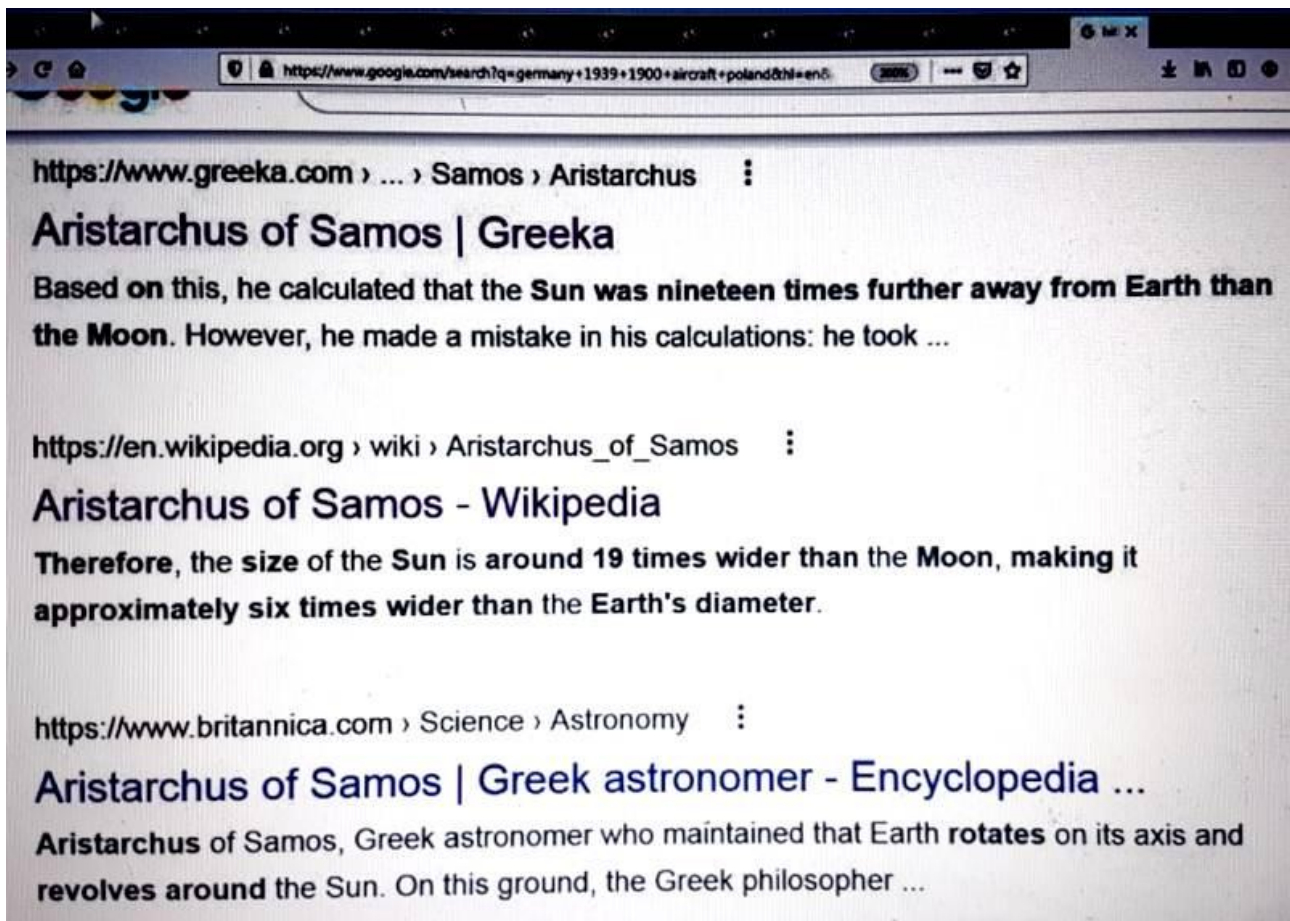 https://www.google.com/search?q=germany+1939+1900+aircraft+poland&hl=en&
https://www.greeka.com › ... › Samos › Aristarchus
Aristarchus of Samos | Greeka
Based on this, he calculated that the Sun was nineteen times further away from Earth than
the Moon. However, he made a mistake in his calculations: he took ...
https://en.wikipedia.org › wiki › Aristarchus_of_Samos
Aristarchus of Samos - Wikipedia
Therefore, the size of the Sun is around 19 times wider than the Moon, making it
approximately six times wider than the Earth's diameter.
https://www.britannica.com › Science › Astronomy
Aristarchus of Samos | Greek astronomer - Encyclopedia ...
Aristarchus of Samos, Greek astronomer who maintained that Earth rotates on its axis and
revolves around the Sun. On this ground, the Greek philosopher ...